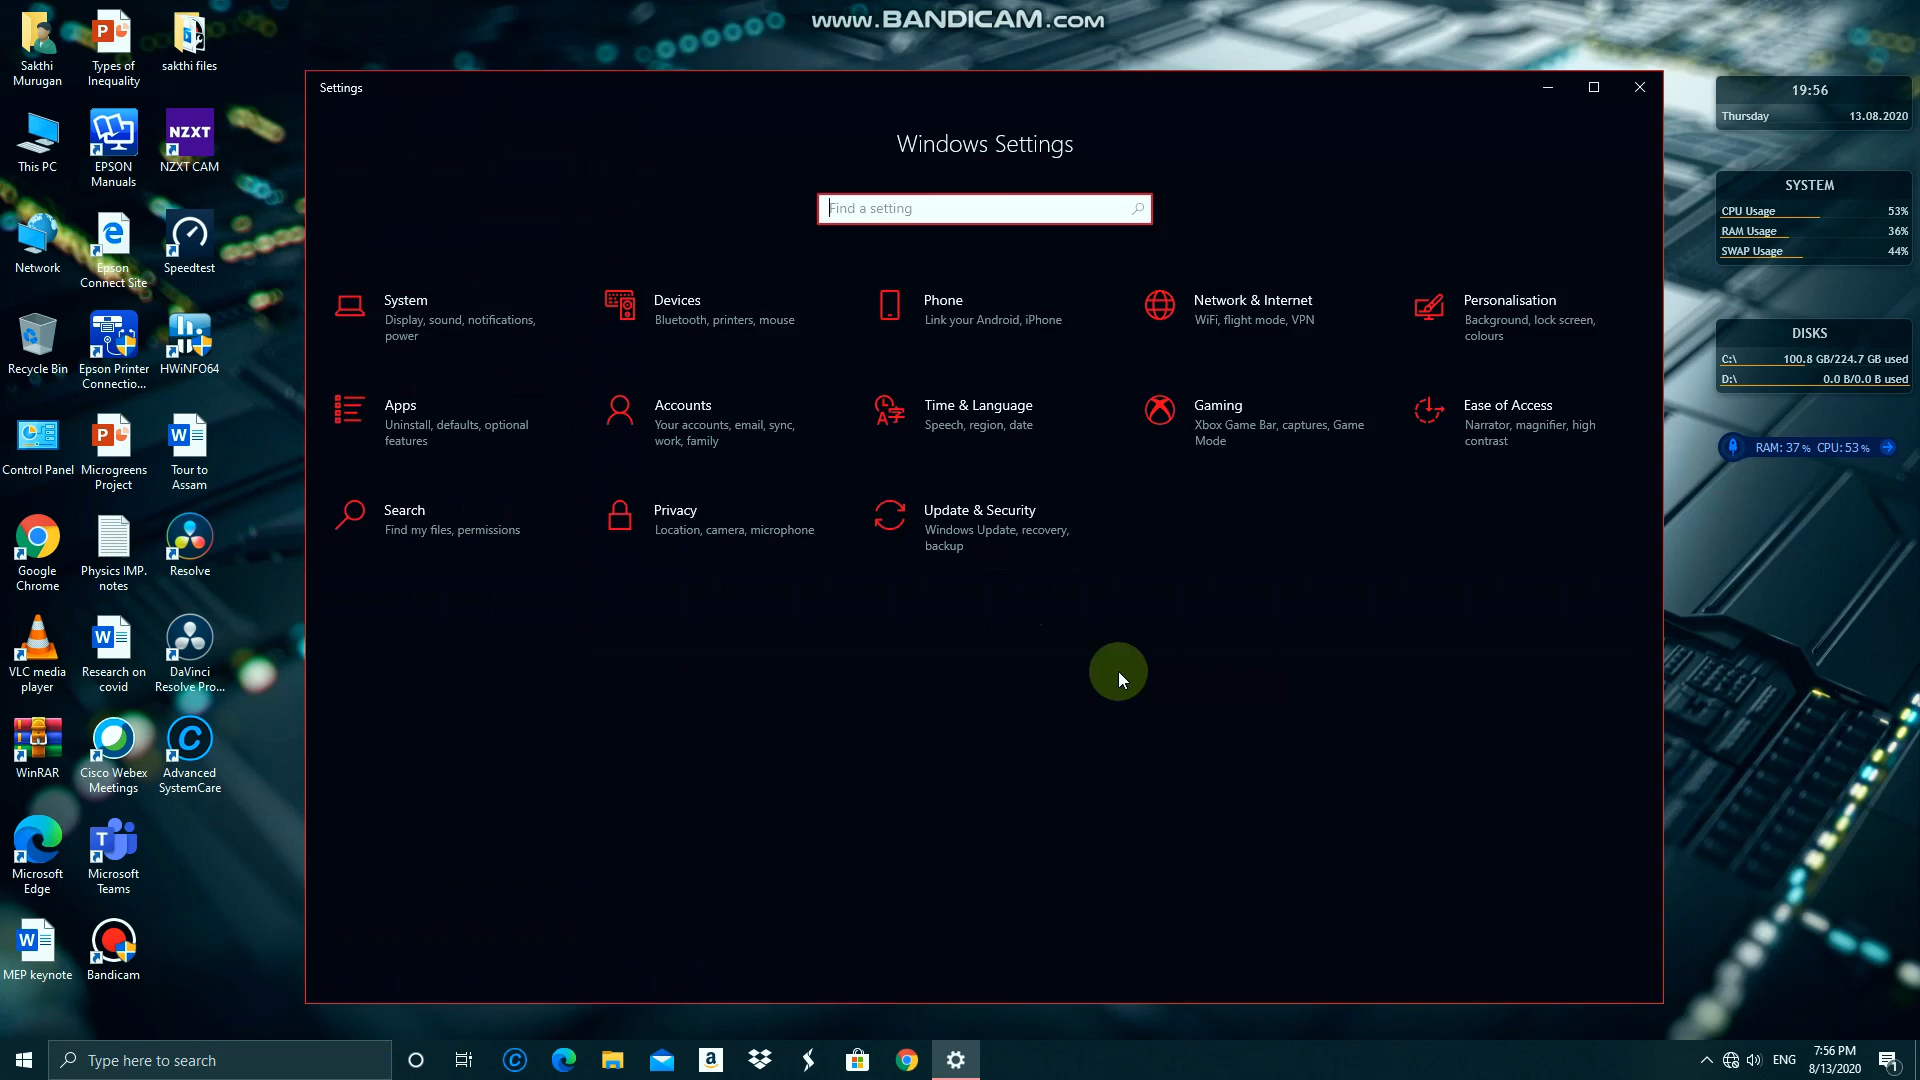 www.BANDICAM.com
Sakthi
Murugan
Types of
Inequality
sakthi files
This PC
EPSON
Manuals
NZXT
NZXT CAM
Network
Epson
Connect Site
Speedtest
Recycle Bin
Epson Printer
Connectio...
HWiNFO64
Control Panel
Microgreens
Project
Tour to
Assam
Google
Chrome
Physics IMP.
notes
Resolve
VLC media
player
Research on
covid
DaVinci
Resolve Pro...
WinRAR
Cisco Webex
Meetings
Advanced
SystemCare
Microsoft
Edge
Microsoft
Teams
MEP keynote
Bandicam
Settings
Windows Settings
Find a setting
System
Display, sound, notifications,
power
Devices
Bluetooth, printers, mouse
Phone
Link your Android, iPhone
Network & Internet
WiFi, flight mode, VPN
Personalisation
Background, lock screen,
colours
Apps
Uninstall, defaults, optional
features
Accounts
Your accounts, email, sync,
work, family
Time & Language
Speech, region, date
Gaming
Xbox Game Bar, captures, Game
Mode
Ease of Access
Narrator, magnifier, high
contrast
Search
Find my files, permissions
Privacy
Location, camera, microphone
Update & Security
Windows Update, recovery,
backup
19:56
Thursday 13.08.2020
SYSTEM
CPU Usage 53%
RAM Usage 36%
SWAP Usage 44%
DISKS
C:\ 100.8 GB/224.7 GB used
D:\ 0.0 B/0.0 B used
RAM: 37% CPU: 53%
Type here to search
ENG
7:56 PM
8/13/2020
1